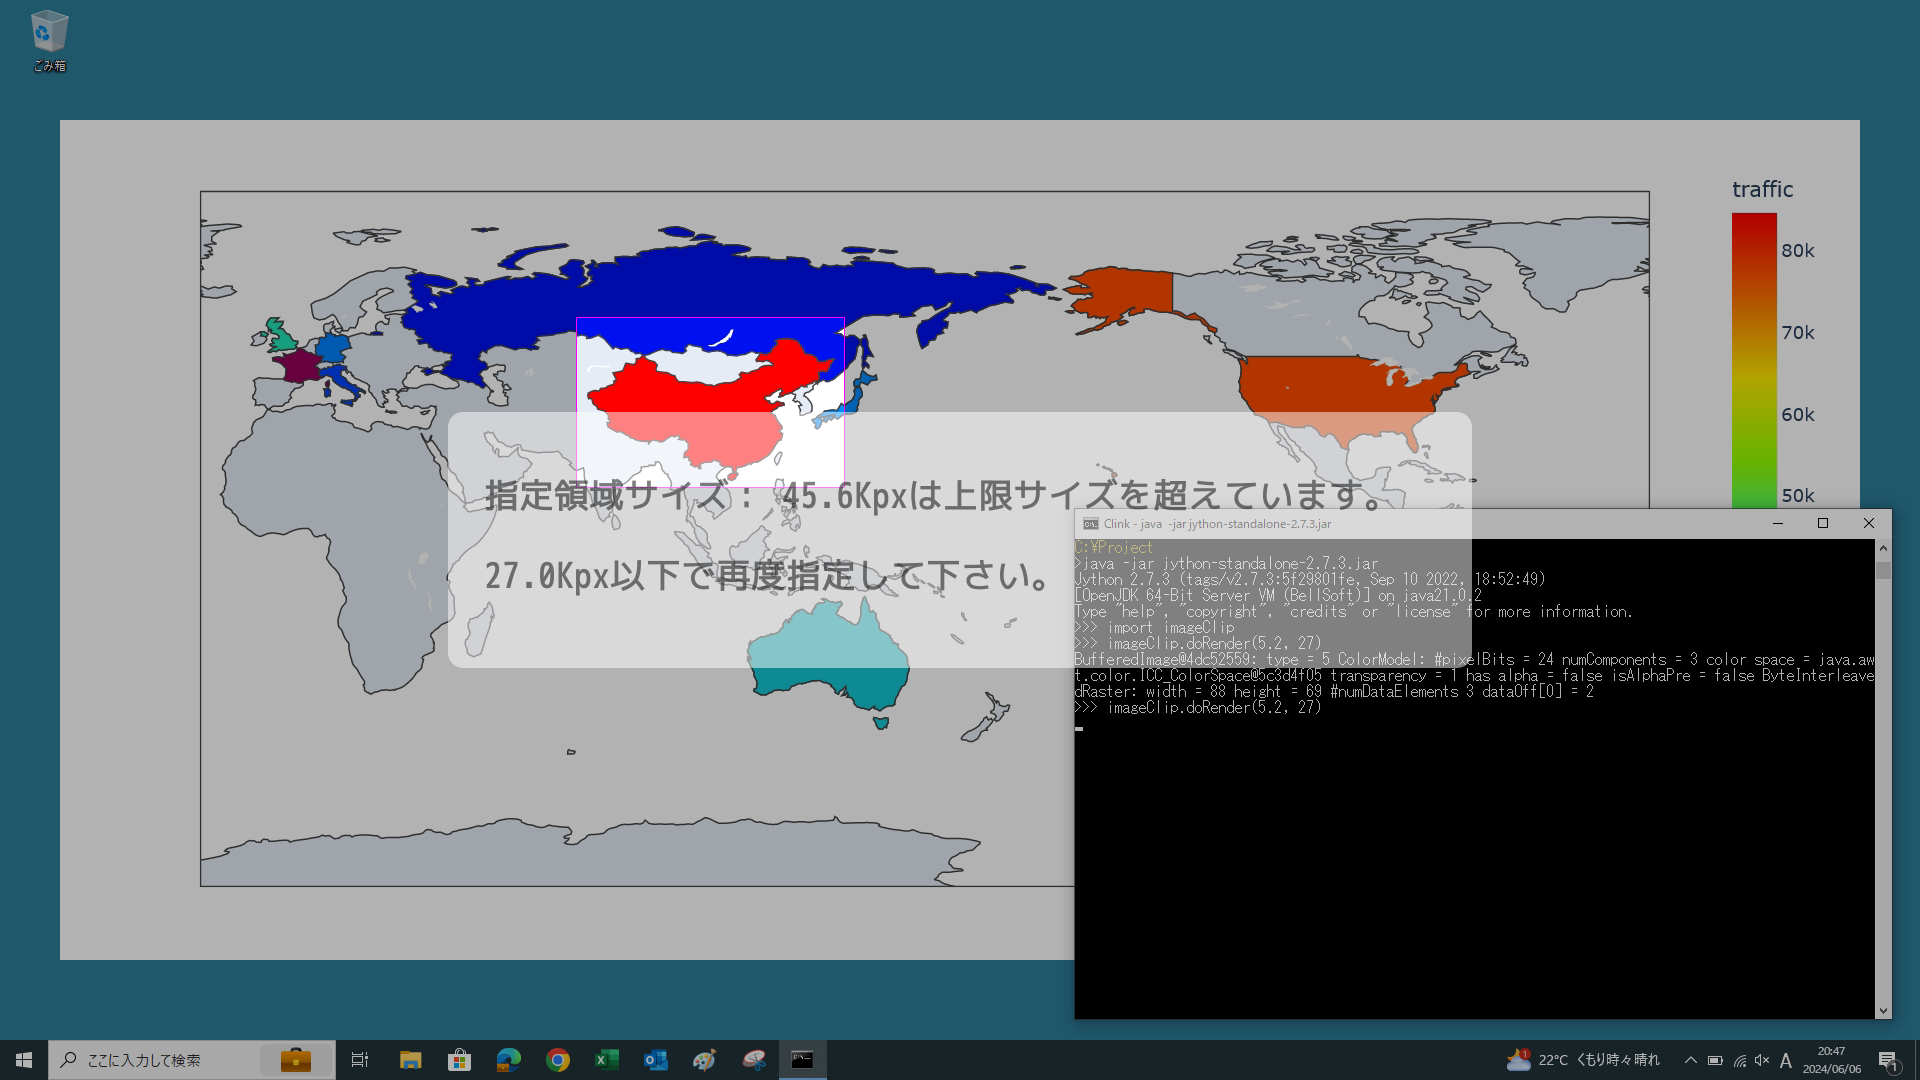 ごみ箱
traffic
80k
70k
60k
50k
指定領域サイズ： 45.6Kpxは上限サイズを超えています。
27.0Kpx以下で再度指定して下さい。
Clink - java  -jar jython-standalone-2.7.3.jar
C:¥Project
>java -jar jython-standalone-2.7.3.jar
Jython 2.7.3 (tags/v2.7.3:5f29801fe, Sep 10 2022, 18:52:49)
[OpenJDK 64-Bit Server VM (BellSoft)] on java21.0.2
Type "help", "copyright", "credits" or "license" for more information.
>>> import imageClip
>>> imageClip.doRender(5.2, 27)
BufferedImage@4dc52559: type = 5 ColorModel: #pixelBits = 24 numComponents = 3 color space = java.aw
t.color.ICC_ColorSpace@5c3d4f05 transparency = 1 has alpha = false isAlphaPre = false ByteInterleave
dRaster: width = 88 height = 69 #numDataElements 3 dataOff[0] = 2
>>> imageClip.doRender(5.2, 27)
ここに入力して検索
22°C くもり時々晴れ
A
20:47
2024/06/06